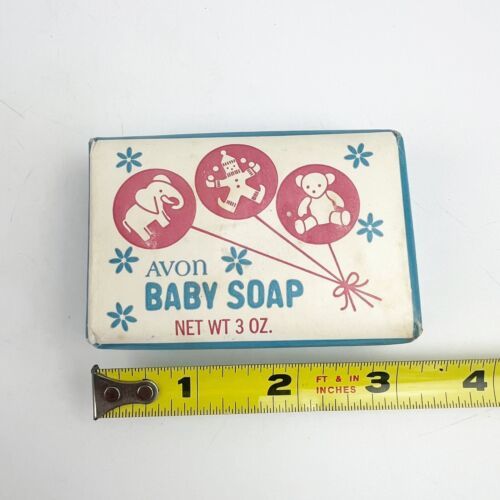 AVON
BABY SOAP
NET WT 3 OZ.
1 2 FT & IN 3 4
INCHES